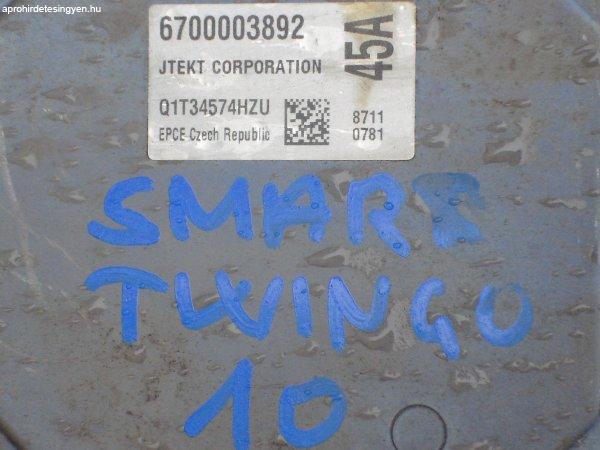 aprohirdetesingyen.hu
6700003892
45A
JTEKT CORPORATION
Q1T34574HZU
8711
EPCE Czech Republic
0781
SMART
TWINGO
10